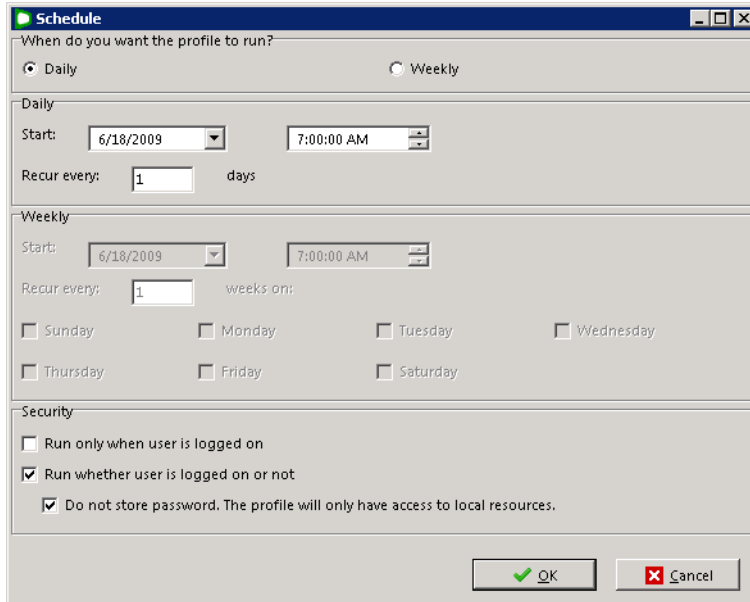 Schedule
When do you want the profile to run?
Daily Weekly
Daily
Start: 6/18/2009 7:00:00 AM
Recur every: 1 days
Weekly
Start: 6/18/2009 7:00:00 AM
Recur every: 1 weeks on:
Sunday Monday Tuesday Wednesday
Thursday Friday Saturday
Security
Run only when user is logged on
Run whether user is logged on or not
Do not store password. The profile will only have access to local resources.
OK Cancel